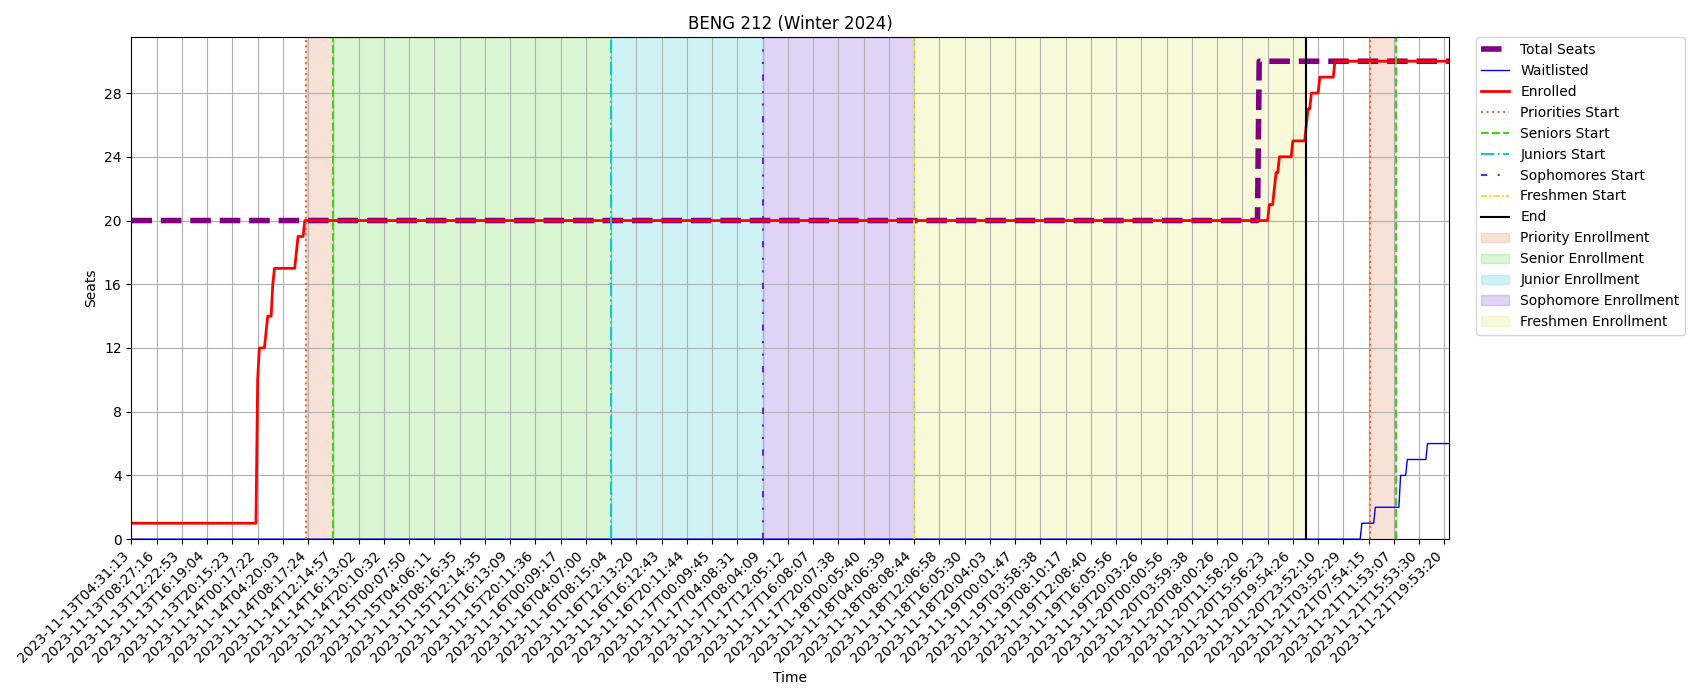 BENG 212 (Winter 2024)
Seats
28
24
20
16
12
8
4
0
Total Seats
Waitlisted
Enrolled
Priorities Start
Seniors Start
Juniors Start
Sophomores Start
Freshmen Start
End
Priority Enrollment
Senior Enrollment
Junior Enrollment
Sophomore Enrollment
Freshmen Enrollment
2023-11-13T04:31:13
2023-11-13T08:27:16
2023-11-13T12:22:53
2023-11-13T16:19:04
2023-11-13T20:15:23
2023-11-14T00:17:22
2023-11-14T04:20:03
2023-11-14T08:17:24
2023-11-14T12:14:57
2023-11-14T16:13:02
2023-11-14T20:10:32
2023-11-15T00:07:50
2023-11-15T04:06:11
2023-11-15T08:16:35
2023-11-15T12:14:35
2023-11-15T16:13:09
2023-11-15T20:11:36
2023-11-16T00:09:17
2023-11-16T04:07:00
2023-11-16T08:15:04
2023-11-16T12:13:20
2023-11-16T16:12:43
2023-11-16T20:11:44
2023-11-17T00:09:45
2023-11-17T04:08:31
2023-11-17T08:04:09
2023-11-17T12:05:12
2023-11-17T16:08:07
2023-11-17T20:07:38
2023-11-18T00:05:40
2023-11-18T04:06:39
2023-11-18T08:08:44
2023-11-18T12:06:58
2023-11-18T16:05:30
2023-11-18T20:04:03
2023-11-19T00:01:47
2023-11-19T03:58:38
2023-11-19T08:10:17
2023-11-19T12:08:40
2023-11-19T16:05:56
2023-11-19T20:03:26
2023-11-20T00:00:56
2023-11-20T03:59:38
2023-11-20T08:00:26
2023-11-20T11:58:20
2023-11-20T15:56:23
2023-11-20T19:54:26
2023-11-20T23:52:10
2023-11-21T03:52:29
2023-11-21T07:54:15
2023-11-21T11:53:07
2023-11-21T15:53:30
2023-11-21T19:53:20
Time